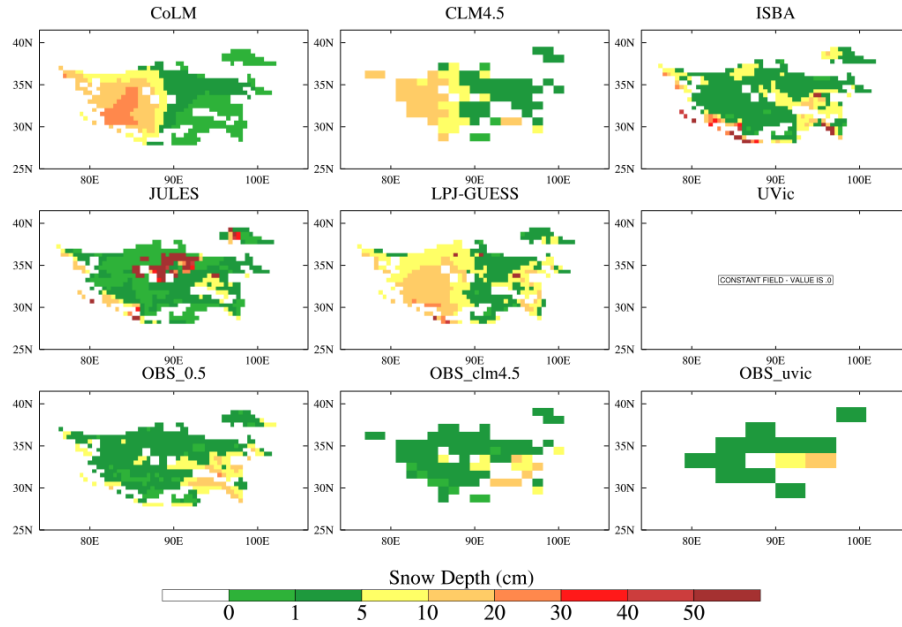 CoLM CLM4.5 ISBA
40N 40N 40N
35N 35N 35N
30N 30N 30N
25N 25N 25N
80E 90E 100E 80E 90E 100E 80E 90E 100E
JULES LPJ-GUESS UVic
40N 40N 40N
35N 35N 35N
CONSTANT FIELD - VALUE IS .0
30N 30N 30N
25N 25N 25N
80E 90E 100E 80E 90E 100E 80E 90E 100E
OBS_0.5 OBS_clm4.5 OBS_uvic
40N 40N 40N
35N 35N 35N
30N 30N 30N
25N 25N 25N
80E 90E 100E 80E 90E 100E 80E 90E 100E
Snow Depth (cm)
0 1 5 10 20 30 40 50